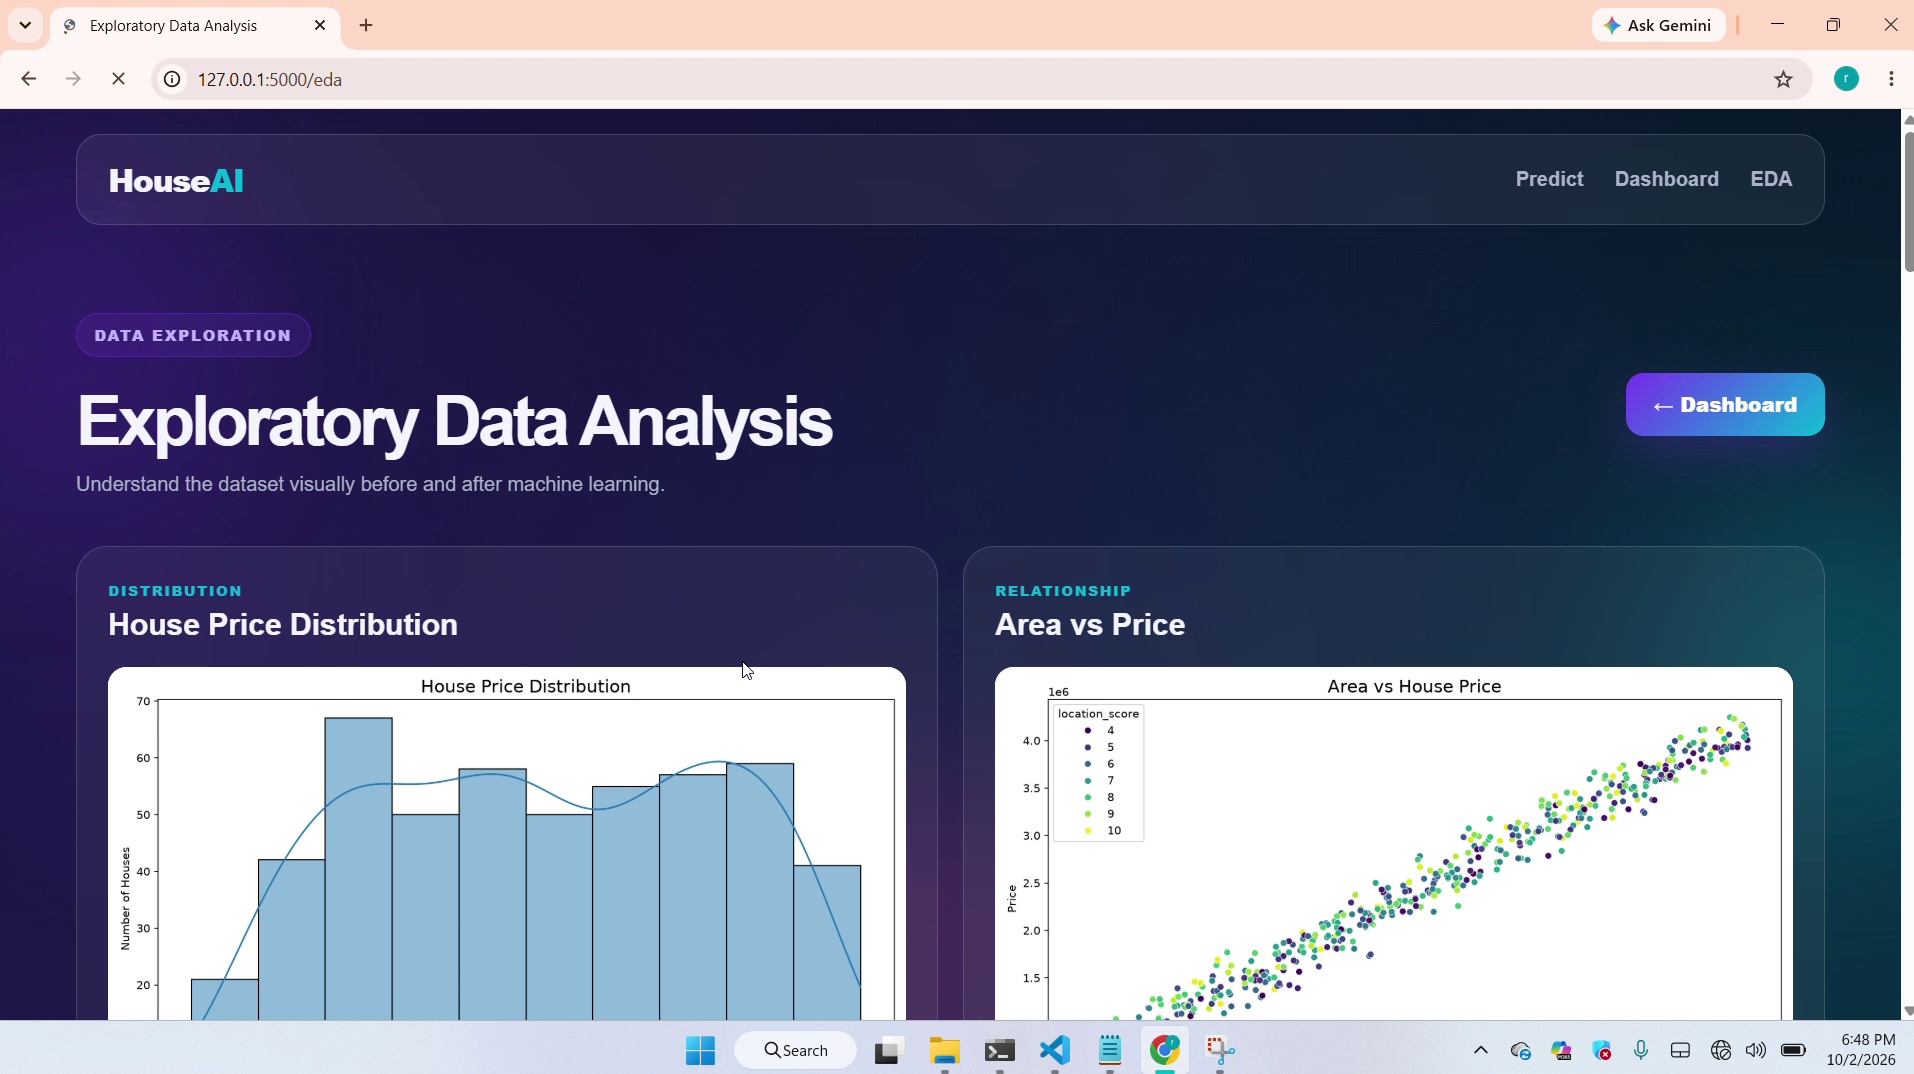 Exploratory Data Analysis
Ask Gemini
127.0.0.1:5000/eda
r
HouseAI
Predict
Dashboard
EDA
DATA EXPLORATION
Exploratory Data Analysis
← Dashboard
Understand the dataset visually before and after machine learning.
DISTRIBUTION
House Price Distribution
House Price Distribution
70
60
50
40
30
20
Number of Houses
RELATIONSHIP
Area vs Price
Area vs House Price
1e6
location_score
4
5
6
7
8
9
10
4.0
3.5
3.0
2.5
2.0
1.5
Price
Search
6:48 PM
10/2/2026